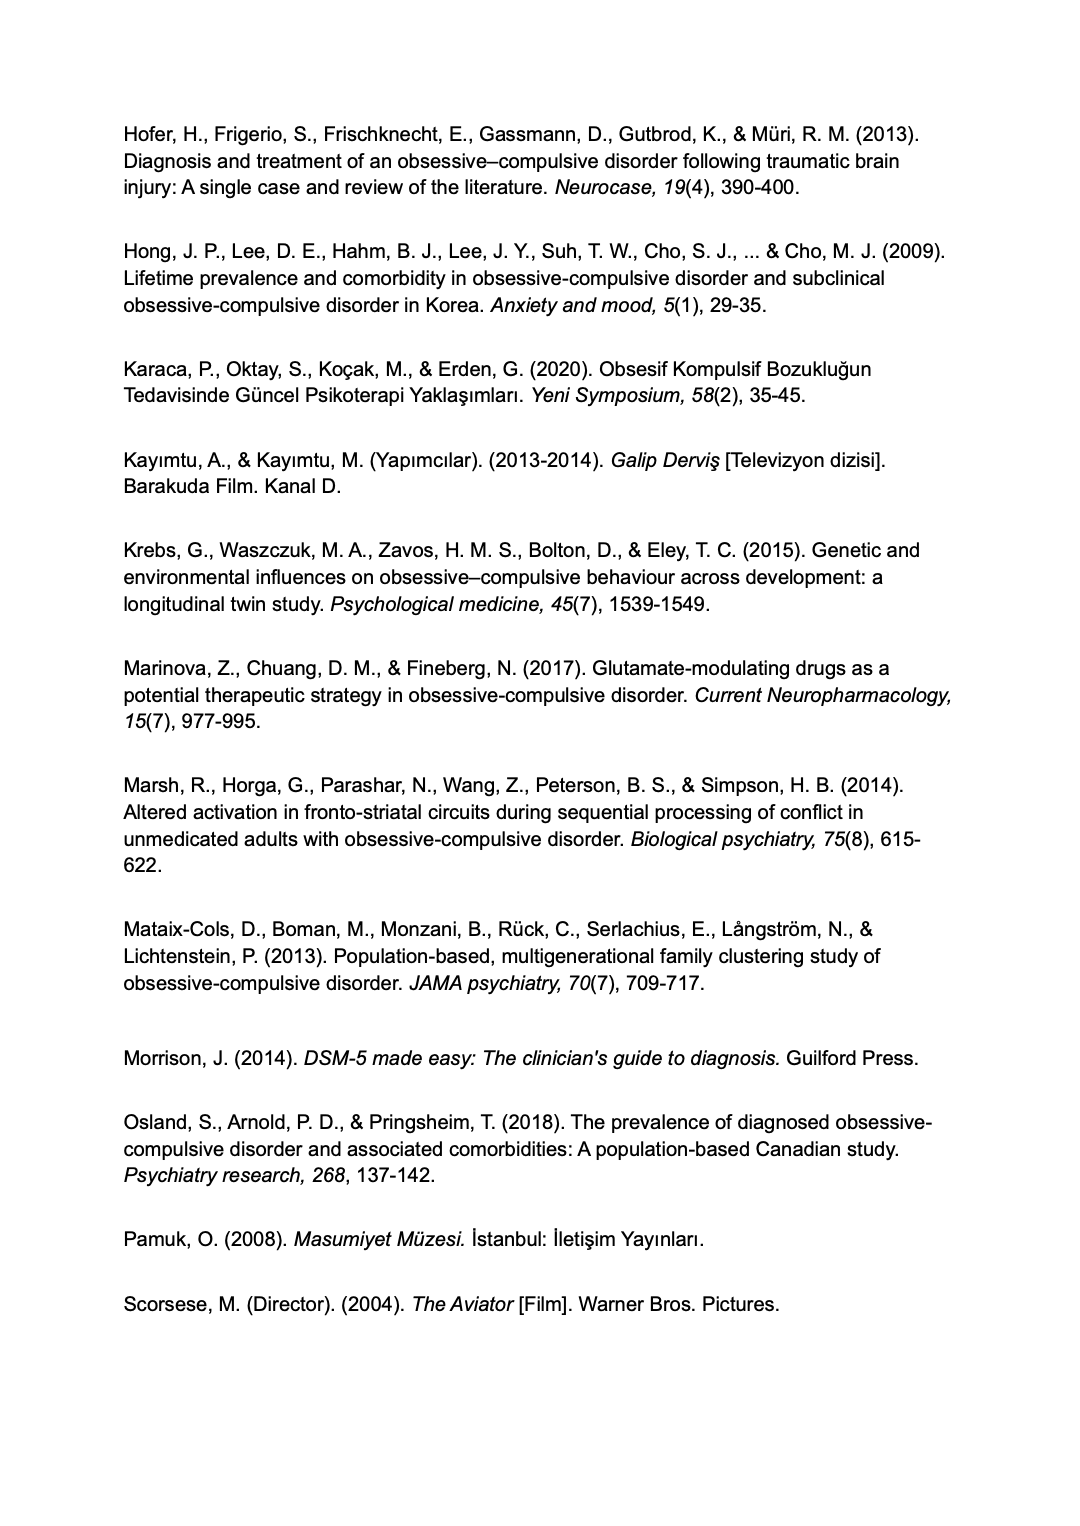 Hofer, H., Frigerio, S., Frischknecht, E., Gassmann, D., Gutbrod, K., & Müri, R. M. (2013).
Diagnosis and treatment of an obsessive–compulsive disorder following traumatic brain
injury: A single case and review of the literature. Neurocase, 19(4), 390-400.
Hong, J. P., Lee, D. E., Hahm, B. J., Lee, J. Y., Suh, T. W., Cho, S. J., ... & Cho, M. J. (2009).
Lifetime prevalence and comorbidity in obsessive-compulsive disorder and subclinical
obsessive-compulsive disorder in Korea. Anxiety and mood, 5(1), 29-35.
Karaca, P., Oktay, S., Koçak, M., & Erden, G. (2020). Obsesif Kompulsif Bozukluğun
Tedavisinde Güncel Psikoterapi Yaklaşımları. Yeni Symposium, 58(2), 35-45.
Kayımtu, A., & Kayımtu, M. (Yapımcılar). (2013-2014). Galip Derviş [Televizyon dizisi].
Barakuda Film. Kanal D.
Krebs, G., Waszczuk, M. A., Zavos, H. M. S., Bolton, D., & Eley, T. C. (2015). Genetic and
environmental influences on obsessive–compulsive behaviour across development: a
longitudinal twin study. Psychological medicine, 45(7), 1539-1549.
Marinova, Z., Chuang, D. M., & Fineberg, N. (2017). Glutamate-modulating drugs as a
potential therapeutic strategy in obsessive-compulsive disorder. Current Neuropharmacology,
15(7), 977-995.
Marsh, R., Horga, G., Parashar, N., Wang, Z., Peterson, B. S., & Simpson, H. B. (2014).
Altered activation in fronto-striatal circuits during sequential processing of conflict in
unmedicated adults with obsessive-compulsive disorder. Biological psychiatry, 75(8), 615-
622.
Mataix-Cols, D., Boman, M., Monzani, B., Rück, C., Serlachius, E., Långström, N., &
Lichtenstein, P. (2013). Population-based, multigenerational family clustering study of
obsessive-compulsive disorder. JAMA psychiatry, 70(7), 709-717.
Morrison, J. (2014). DSM-5 made easy: The clinician's guide to diagnosis. Guilford Press.
Osland, S., Arnold, P. D., & Pringsheim, T. (2018). The prevalence of diagnosed obsessive-
compulsive disorder and associated comorbidities: A population-based Canadian study.
Psychiatry research, 268, 137-142.
Pamuk, O. (2008). Masumiyet Müzesi. İstanbul: İletişim Yayınları.
Scorsese, M. (Director). (2004). The Aviator [Film]. Warner Bros. Pictures.